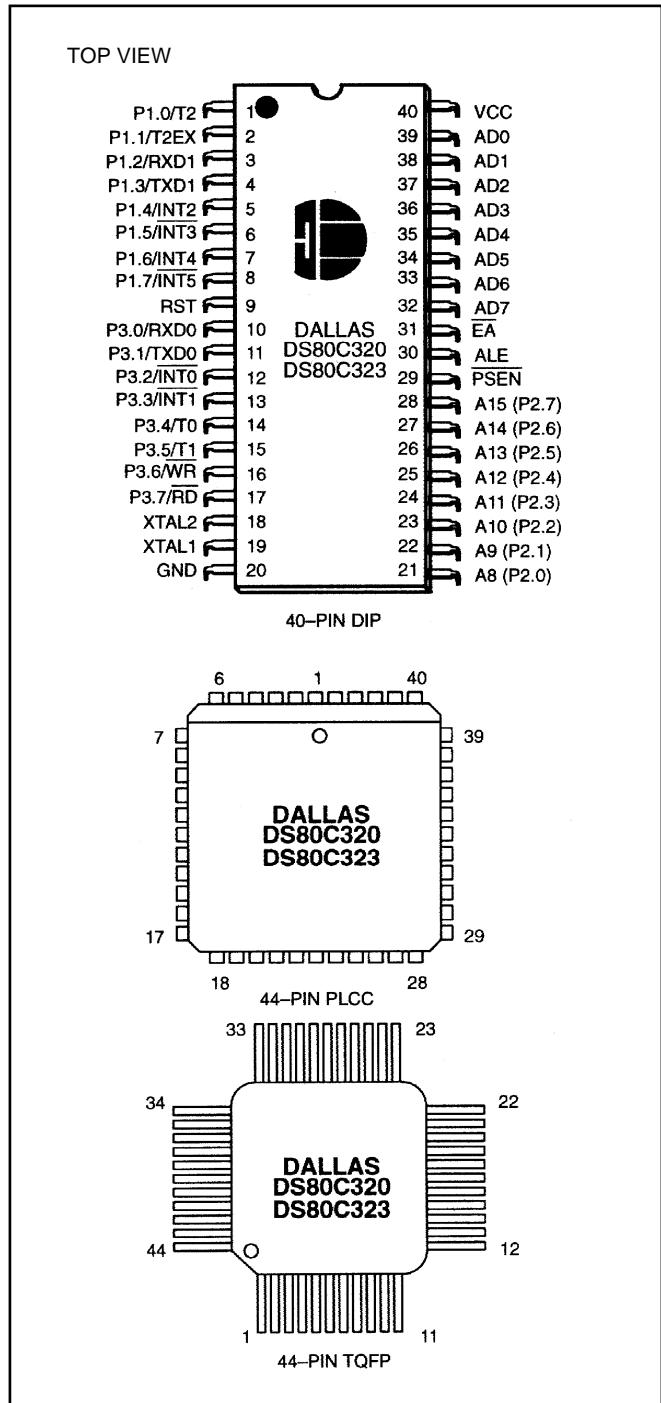 TOP VIEW
P1.0/T2 1 40 VCC
P1.1/T2EX 2 39 AD0
P1.2/RXD1 3 38 AD1
P1.3/TXD1 4 37 AD2
P1.4/INT2 5 36 AD3
P1.5/I̅N̅T̅3̅ 6 35 AD4
P1.6/INT4 7 34 AD5
P1.7/I̅N̅T̅5̅ 8 33 AD6
RST 9 32 AD7
P3.0/RXD0 10 31 E̅A̅
P3.1/TXD0 11 30 ALE
P3.2/I̅N̅T̅0̅ 12 29 P̅S̅E̅N̅
P3.3/I̅N̅T̅1̅ 13 28 A15 (P2.7)
P3.4/T0 14 27 A14 (P2.6)
P3.5/T1 15 26 A13 (P2.5)
P3.6/W̅R̅ 16 25 A12 (P2.4)
P3.7/R̅D̅ 17 24 A11 (P2.3)
XTAL2 18 23 A10 (P2.2)
XTAL1 19 22 A9 (P2.1)
GND 20 21 A8 (P2.0)
DALLAS
DS80C320
DS80C323
40–PIN DIP
6 1 40
7 39
DALLAS
DS80C320
DS80C323
17 29
18 28
44–PIN PLCC
33 23
34 22
DALLAS
DS80C320
DS80C323
44 12
1 11
44–PIN TQFP